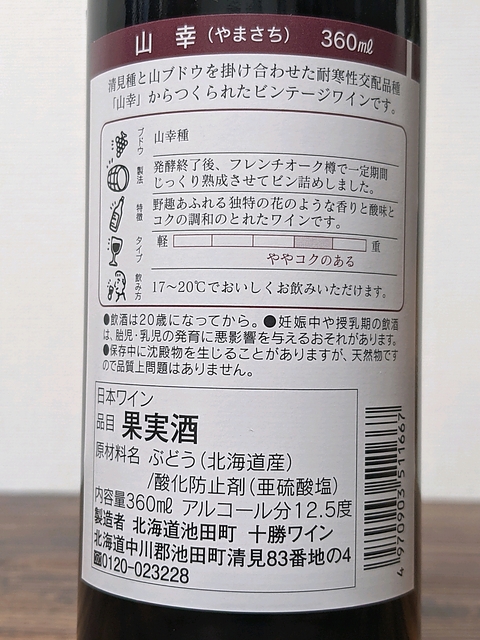 山 幸 (やまさち) 360㎖
清見種と山ブドウを掛け合わせた耐寒性交配品種
「山幸」からつくられたビンテージワインです。
ブドウ 山幸種
製法 発酵終了後、フレンチオーク樽で一定期間
じっくり熟成させてビン詰めしました。
特徴 野趣あふれる独特の花のような香りと酸味と
コクの調和のとれたワインです。
タイプ 軽 重
ややコクのある
飲み方 17〜20℃でおいしくお飲みいただけます。
●飲酒は20歳になってから。●妊娠中や授乳期の飲酒
は、胎児・乳児の発育に悪影響を与えるおそれがあります。
●保存中に沈殿物を生じることがありますが、天然物です
ので品質上問題はありません。
日本ワイン
品目 果実酒
原材料名 ぶどう(北海道産)
/酸化防止剤(亜硫酸塩)
内容量360㎖ アルコール分12.5度
製造者 北海道池田町 十勝ワイン
北海道中川郡池田町清見83番地の4
☎0120-023228
4 970903 511667